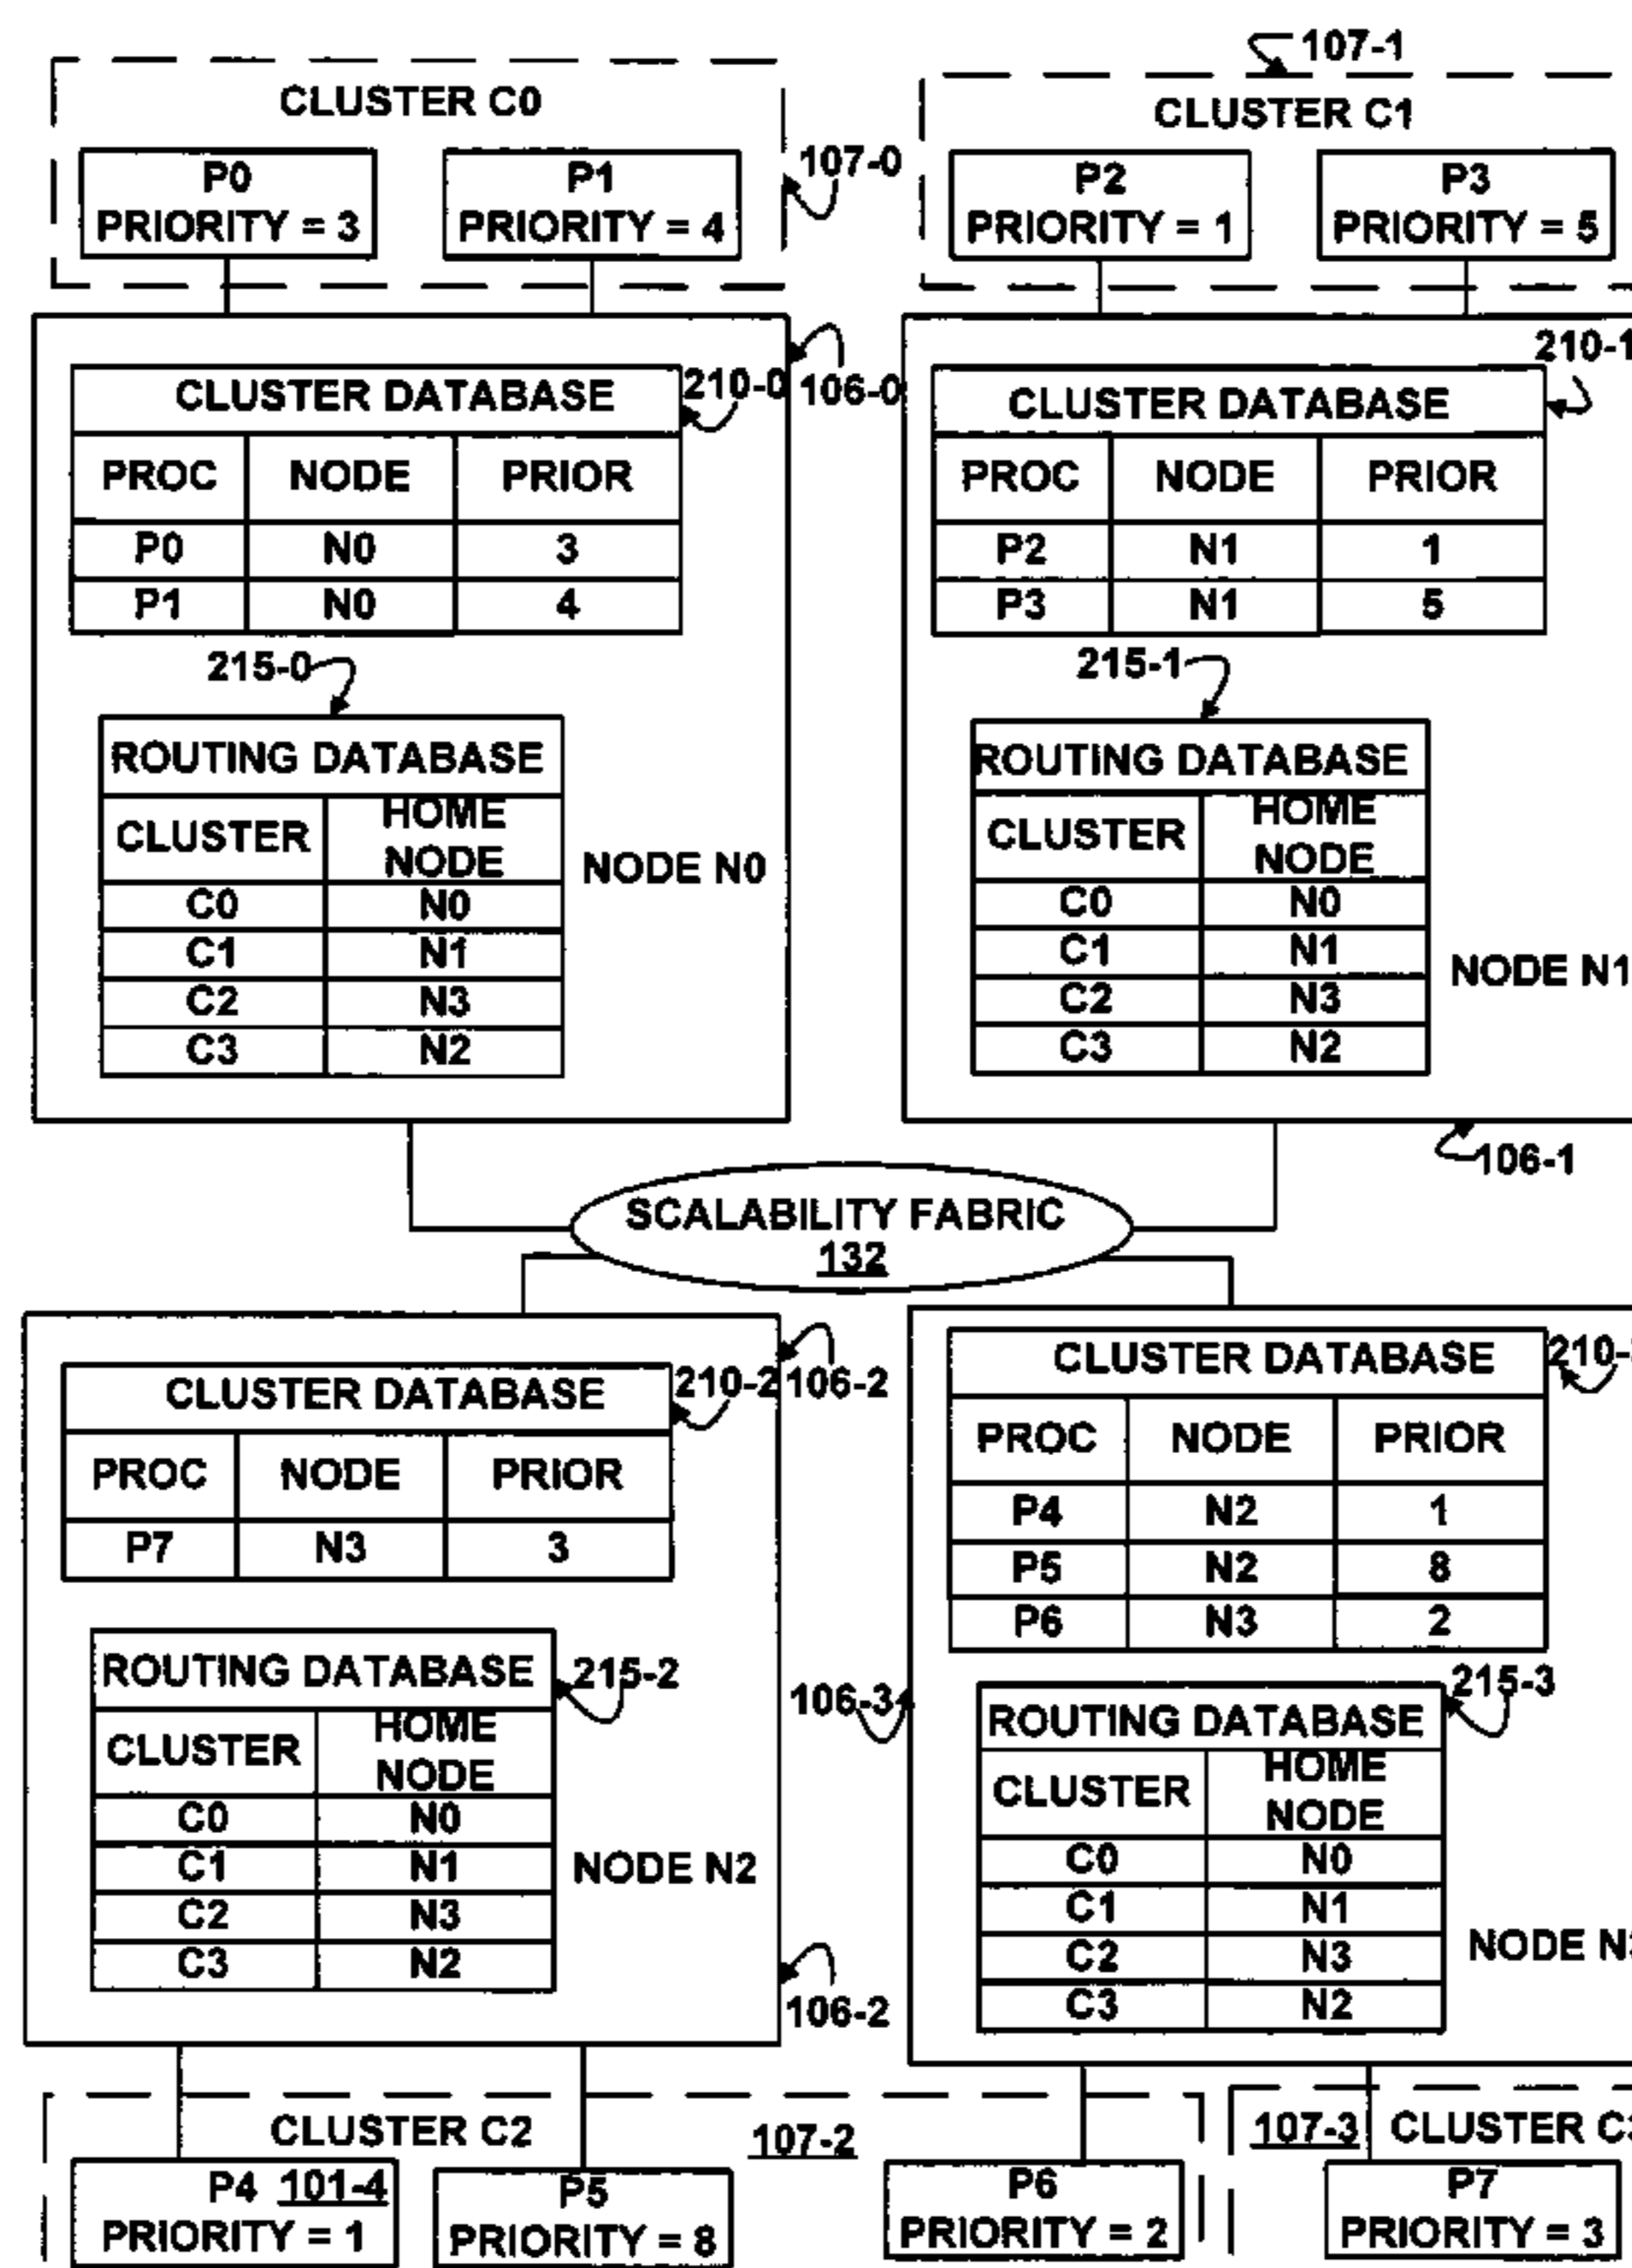 107-1
CLUSTER C0
CLUSTER C1
P0
PRIORITY = 3
P1
PRIORITY = 4
107-0
P2
PRIORITY = 1
P3
PRIORITY = 5
CLUSTER DATABASE
210-0
106-0
PROC NODE PRIOR
P0 N0 3
P1 N0 4
215-0
ROUTING DATABASE
CLUSTER HOME NODE
C0 N0
C1 N1
C2 N3
C3 N2
NODE N0
210-1
CLUSTER DATABASE
PROC NODE PRIOR
P2 N1 1
P3 N1 5
215-1
ROUTING DATABASE
CLUSTER HOME NODE
C0 N0
C1 N1
C2 N3
C3 N2
NODE N1
106-1
SCALABILITY FABRIC
132
CLUSTER DATABASE
210-2
106-2
PROC NODE PRIOR
P7 N3 3
ROUTING DATABASE
215-2
CLUSTER HOME NODE
C0 N0
C1 N1
C2 N3
C3 N2
NODE N2
106-2
CLUSTER DATABASE
210-
PROC NODE PRIOR
P4 N2 1
P5 N2 8
P6 N3 2
106-3
215-3
ROUTING DATABASE
CLUSTER HOME NODE
C0 N0
C1 N1
C2 N3
C3 N2
NODE
CLUSTER C2
107-2
107-3
CLUSTER
P4 101-4
PRIORITY = 1
P5
PRIORITY = 8
P6
PRIORITY = 2
P7
PRIORITY = 3